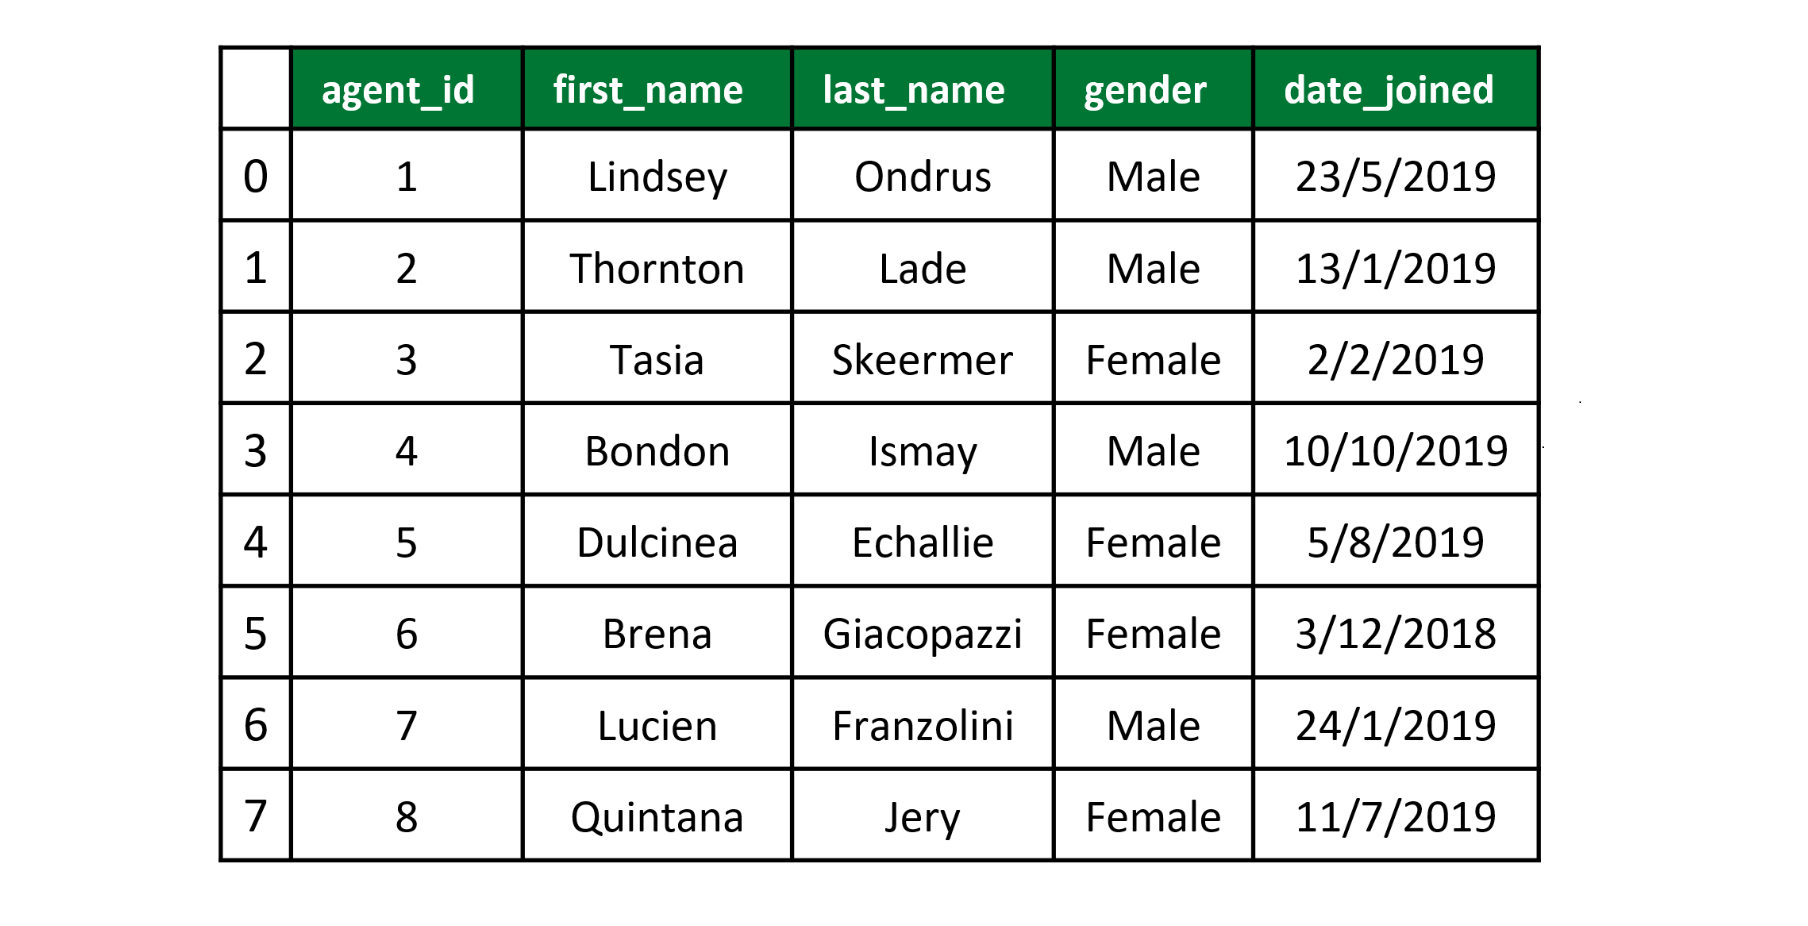 agent_id first_name last_name gender date_joined
0 1 Lindsey Ondrus Male 23/5/2019
1 2 Thornton Lade Male 13/1/2019
2 3 Tasia Skeermer Female 2/2/2019
3 4 Bondon Ismay Male 10/10/2019
4 5 Dulcinea Echallie Female 5/8/2019
5 6 Brena Giacopazzi Female 3/12/2018
6 7 Lucien Franzolini Male 24/1/2019
7 8 Quintana Jery Female 11/7/2019